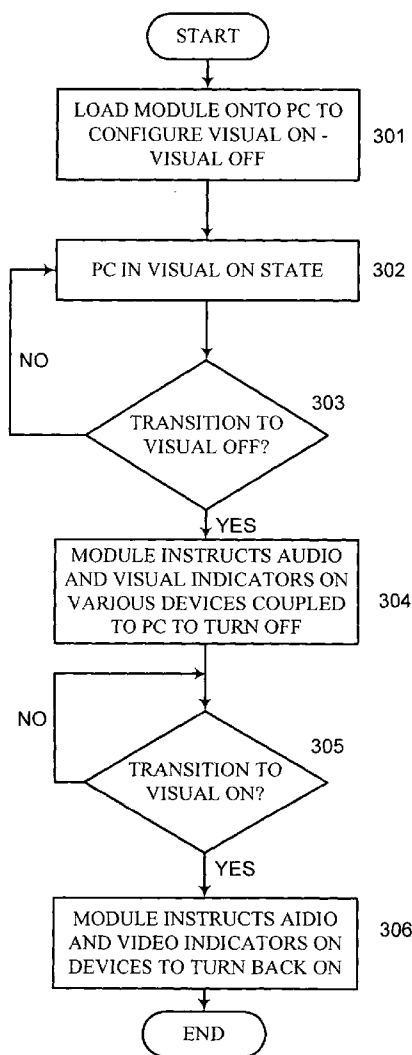 START
LOAD MODULE ONTO PC TO
CONFIGURE VISUAL ON -
VISUAL OFF
301
PC IN VISUAL ON STATE
302
NO
303
TRANSITION TO
VISUAL OFF?
YES
MODULE INSTRUCTS AUDIO
AND VISUAL INDICATORS ON
VARIOUS DEVICES COUPLED
TO PC TO TURN OFF
304
NO
305
TRANSITION TO
VISUAL ON?
YES
MODULE INSTRUCTS AIDIO
AND VIDEO INDICATORS ON
DEVICES TO TURN BACK ON
306
END